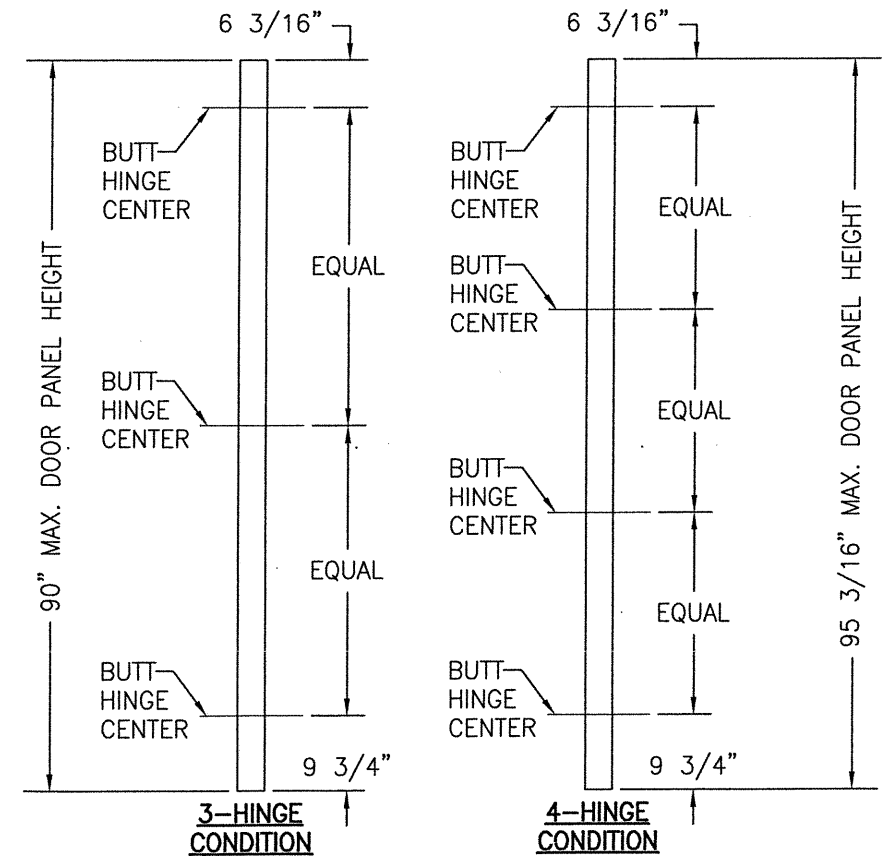 6 3/16”
BUTT
HINGE
CENTER
EQUAL
90” MAX. DOOR PANEL HEIGHT
BUTT
HINGE
CENTER
EQUAL
BUTT
HINGE
CENTER
9 3/4”
3-HINGE
CONDITION
6 3/16”
BUTT
HINGE
CENTER
EQUAL
BUTT
HINGE
CENTER
EQUAL
95 3/16” MAX. DOOR PANEL HEIGHT
BUTT
HINGE
CENTER
EQUAL
BUTT
HINGE
CENTER
9 3/4”
4-HINGE
CONDITION